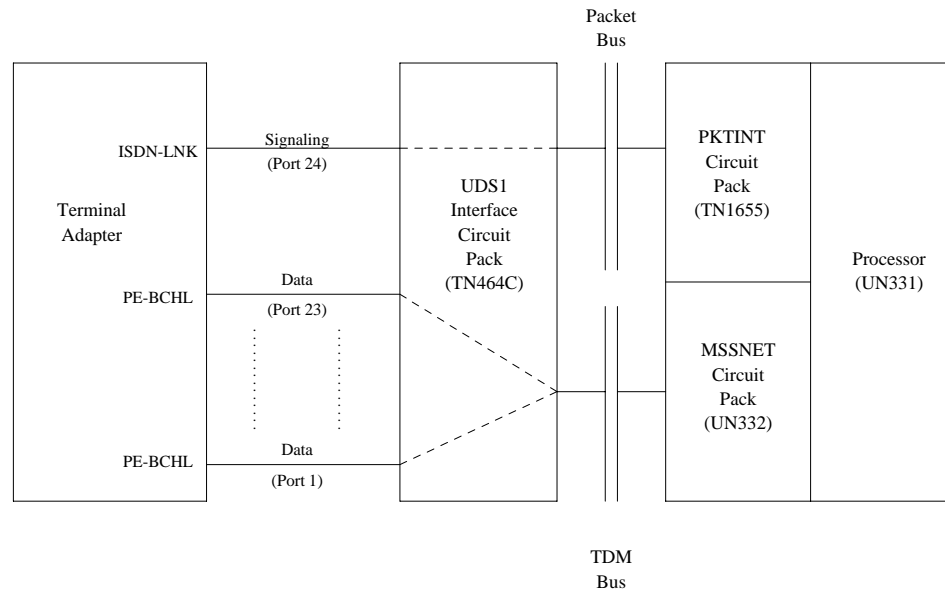 Packet
Bus
ISDN-LNK
Signaling
(Port 24)
PKTINT
Circuit
Pack
(TN1655)
Terminal
Adapter
UDS1
Interface
Circuit
Pack
(TN464C)
Processor
(UN331)
PE-BCHL
Data
(Port 23)
MSSNET
Circuit
Pack
(UN332)
PE-BCHL
Data
(Port 1)
TDM
Bus